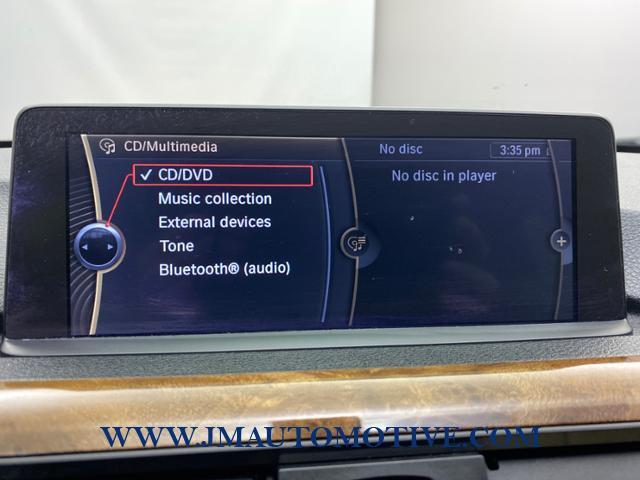 CD/Multimedia
No disc
3:35 pm
✓ CD/DVD
No disc in player
Music collection
External devices
Tone
Bluetooth® (audio)
WWW.JMAUTOMOTIVE.COM